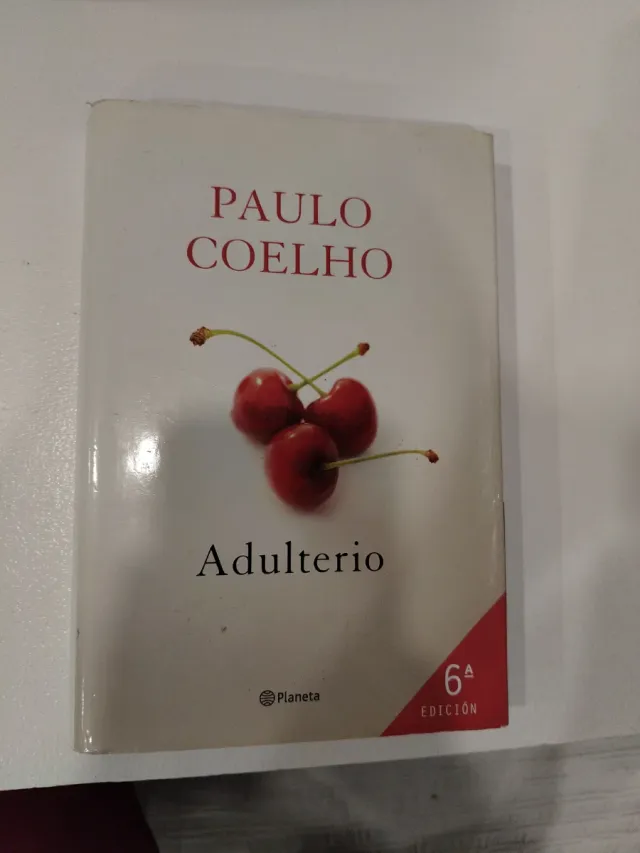 PAULO
COELHO
Adulterio
Planeta
6ª
EDICIÓN